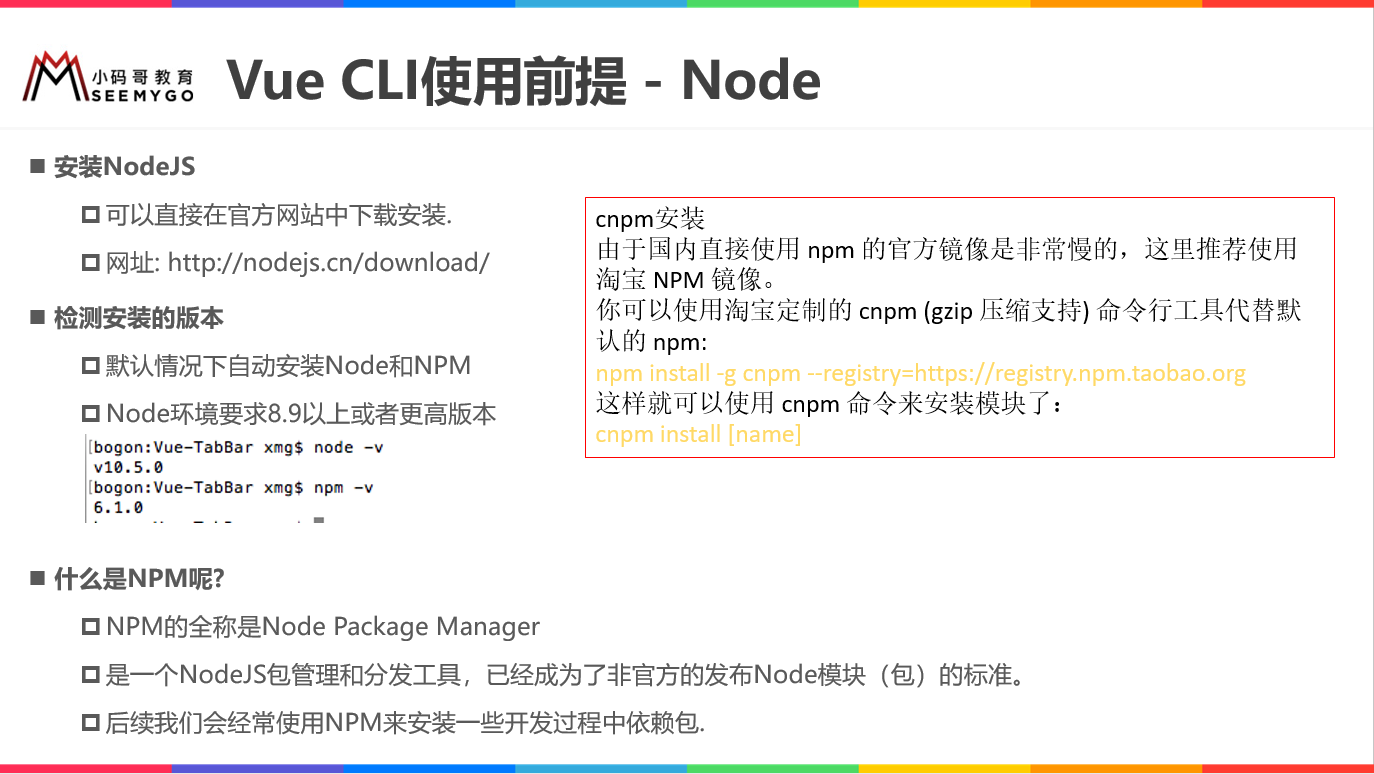 小码哥教育
SEEMYGO
Vue CLI使用前提 - Node
安装NodeJS
可以直接在官方网站中下载安装.
网址: http://nodejs.cn/download/
检测安装的版本
默认情况下自动安装Node和NPM
Node环境要求8.9以上或者更高版本
[bogon:Vue-TabBar xmg$ node -v
v10.5.0
[bogon:Vue-TabBar xmg$ npm -v
6.1.0
cnpm安装
由于国内直接使用 npm 的官方镜像是非常慢的，这里推荐使用
淘宝 NPM 镜像。
你可以使用淘宝定制的 cnpm (gzip 压缩支持) 命令行工具代替默
认的 npm:
npm install -g cnpm --registry=https://registry.npm.taobao.org
这样就可以使用 cnpm 命令来安装模块了：
cnpm install [name]
什么是NPM呢?
NPM的全称是Node Package Manager
是一个NodeJS包管理和分发工具，已经成为了非官方的发布Node模块（包）的标准。
后续我们会经常使用NPM来安装一些开发过程中依赖包.